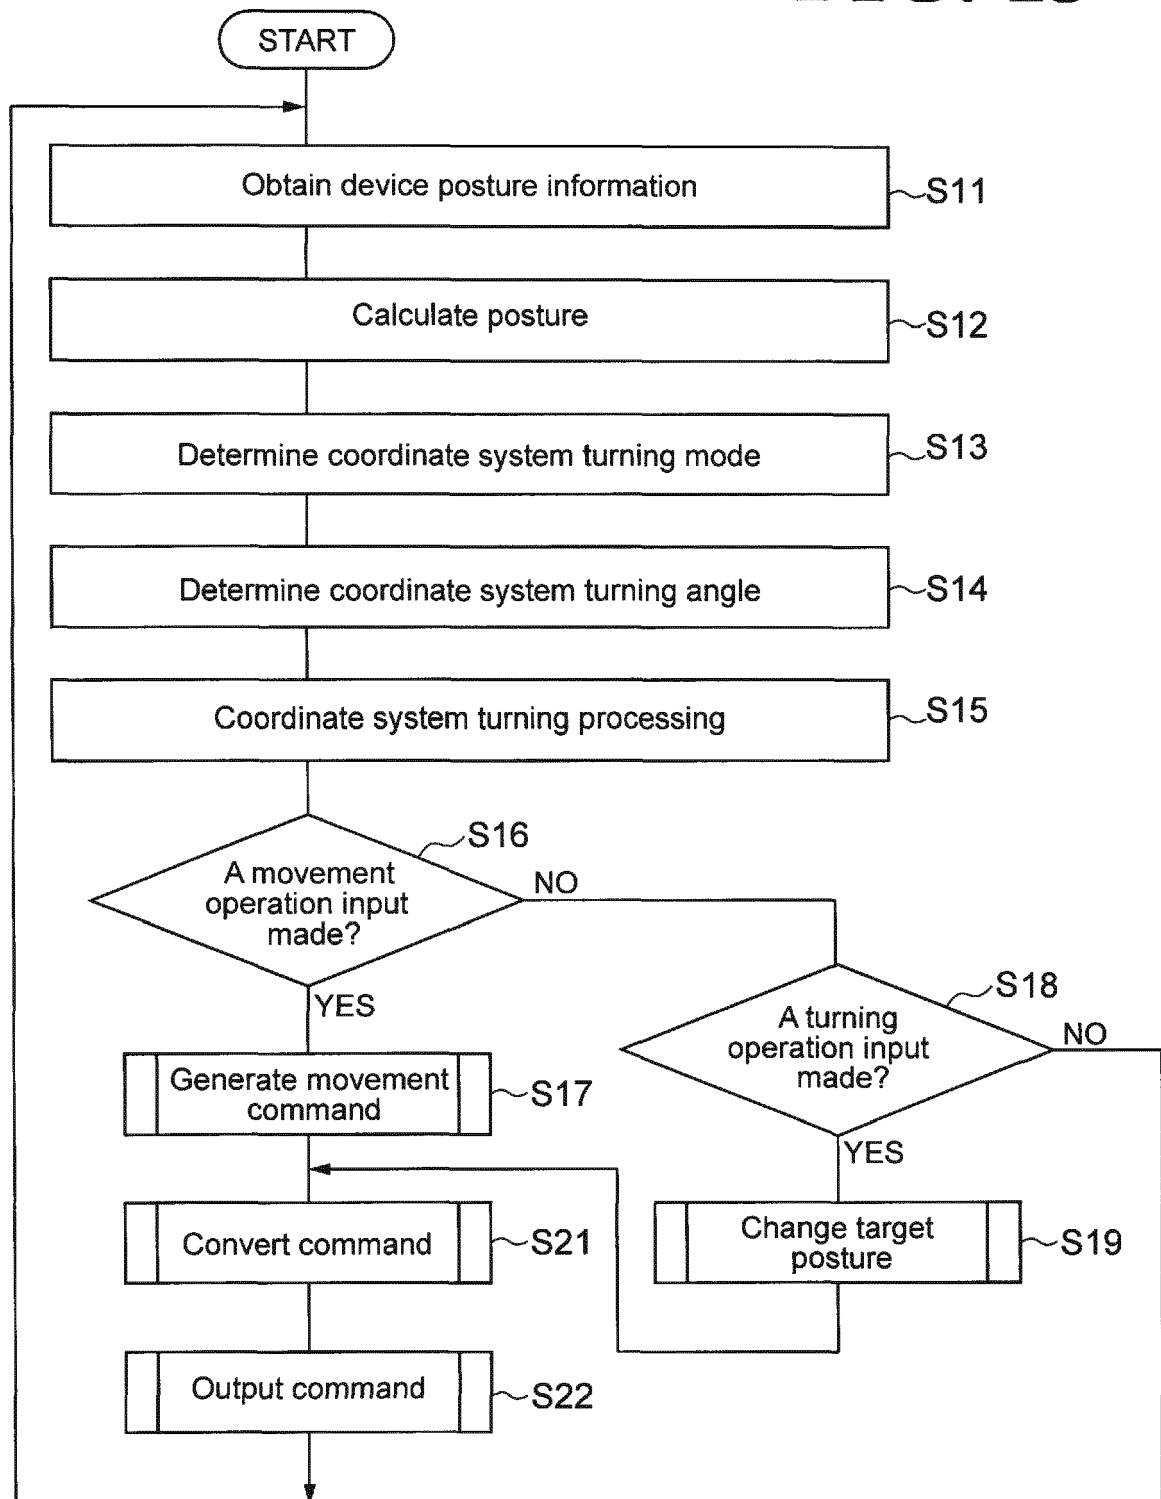 START
Obtain device posture information
S11
Calculate posture
S12
Determine coordinate system turning mode
S13
Determine coordinate system turning angle
S14
Coordinate system turning processing
S15
S16
A movement
operation input
made?
NO
YES
S18
A turning
operation input
made?
NO
YES
Generate movement
command
S17
Convert command
S21
Change target
posture
S19
Output command
S22